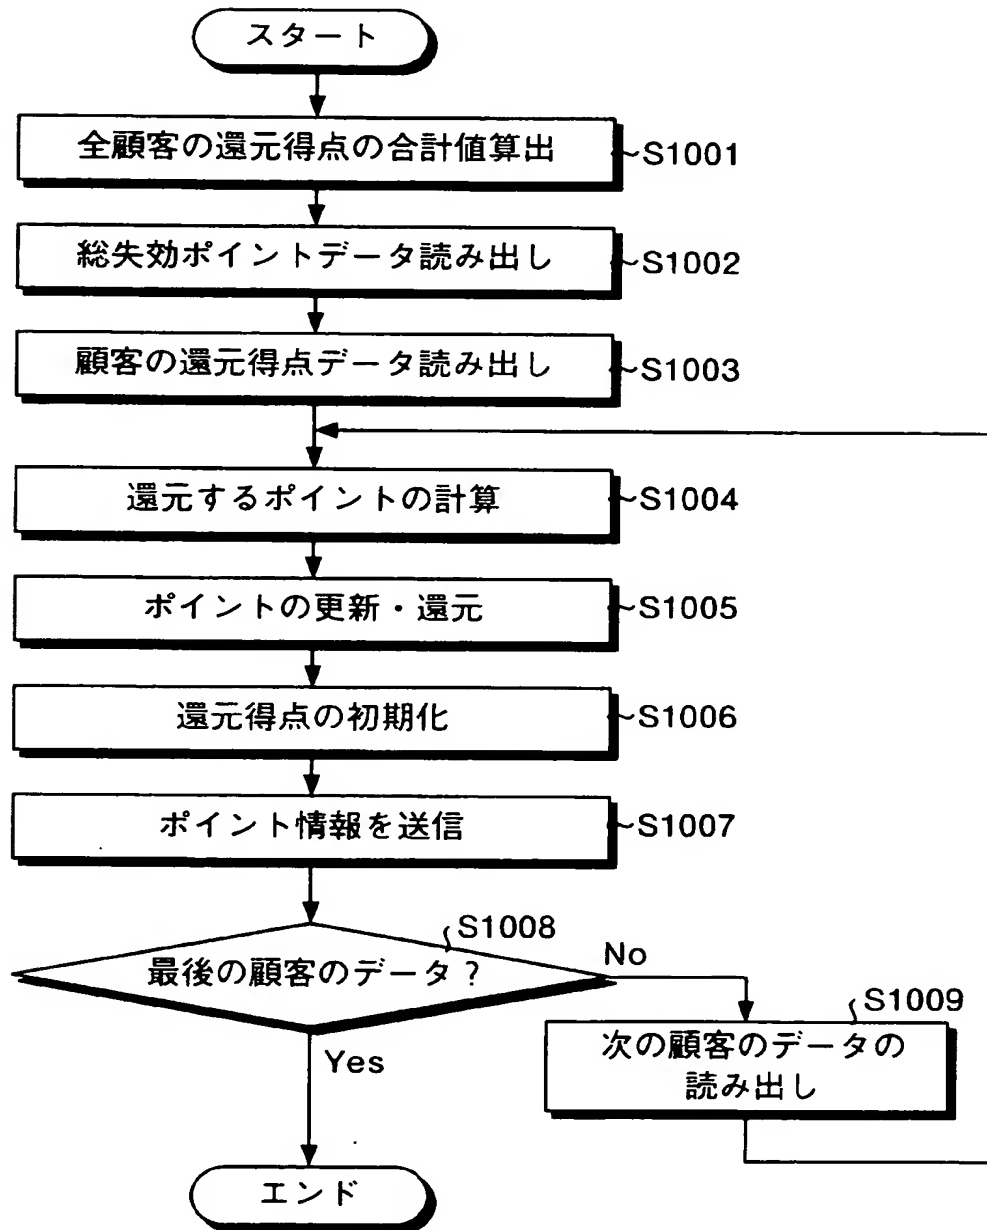 スタート
全顧客の還元得点の合計値算出
S1001
総失効ポイントデータ読み出し
S1002
顧客の還元得点データ読み出し
S1003
還元するポイントの計算
S1004
ポイントの更新・還元
S1005
還元得点の初期化
S1006
ポイント情報を送信
S1007
S1008
最後の顧客のデータ？
No
S1009
次の顧客のデータの
読み出し
Yes
エンド